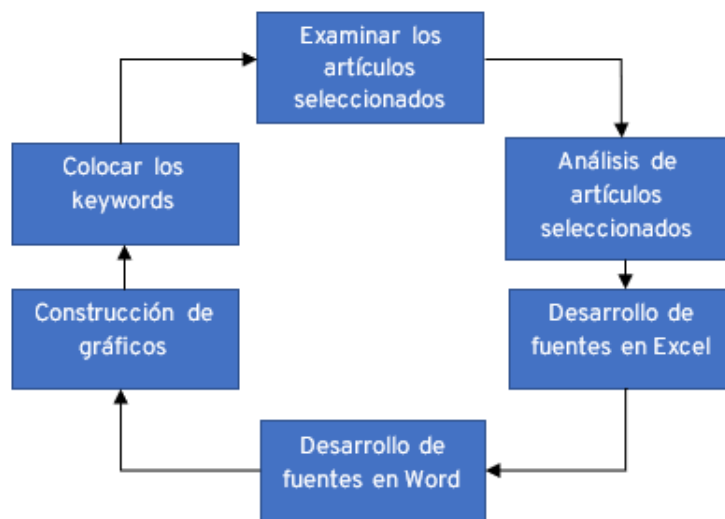 Examinar los
artículos
seleccionados
Análisis de
artículos
seleccionados
Desarrollo de
fuentes en Excel
Desarrollo de
fuentes en Word
Construcción de
gráficos
Colocar los
keywords